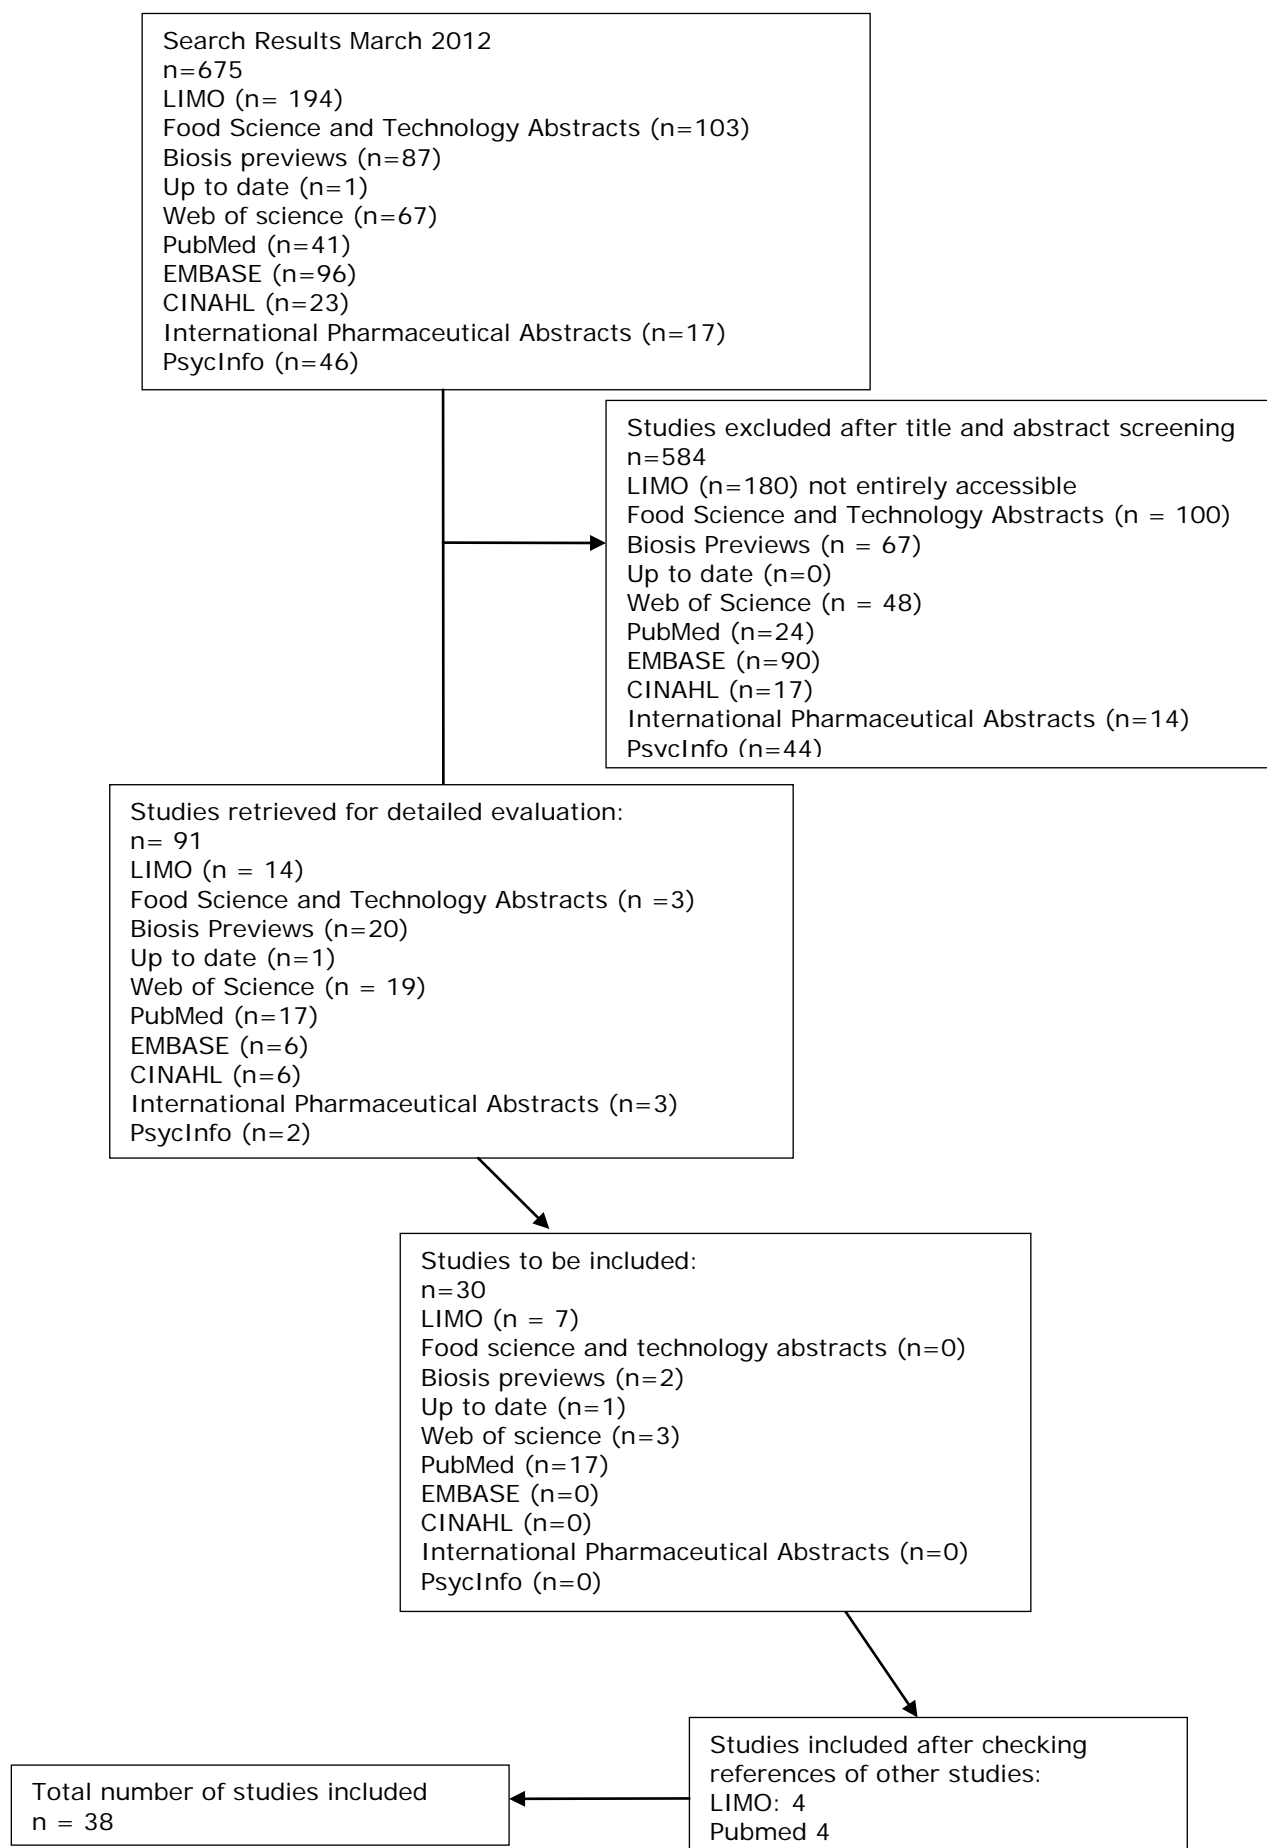 Search Results March 2012
n=675
LIMO (n= 194)
Food Science and Technology Abstracts (n=103)
Biosis previews (n=87)
Up to date (n=1)
Web of science (n=67)
PubMed (n=41)
EMBASE (n=96)
CINAHL (n=23)
International Pharmaceutical Abstracts (n=17)
PsycInfo (n=46)
Studies excluded after title and abstract screening
n=584
LIMO (n=180) not entirely accessible
Food Science and Technology Abstracts (n = 100)
Biosis Previews (n = 67)
Up to date (n=0)
Web of Science (n = 48)
PubMed (n=24)
EMBASE (n=90)
CINAHL (n=17)
International Pharmaceutical Abstracts (n=14)
PsycInfo (n=44)
Studies retrieved for detailed evaluation:
n= 91
LIMO (n = 14)
Food Science and Technology Abstracts (n =3)
Biosis Previews (n=20)
Up to date (n=1)
Web of Science (n = 19)
PubMed (n=17)
EMBASE (n=6)
CINAHL (n=6)
International Pharmaceutical Abstracts (n=3)
PsycInfo (n=2)
Studies to be included:
n=30
LIMO (n = 7)
Food science and technology abstracts (n=0)
Biosis previews (n=2)
Up to date (n=1)
Web of science (n=3)
PubMed (n=17)
EMBASE (n=0)
CINAHL (n=0)
International Pharmaceutical Abstracts (n=0)
PsycInfo (n=0)
Studies included after checking
references of other studies:
LIMO: 4
Pubmed 4
Total number of studies included
n = 38